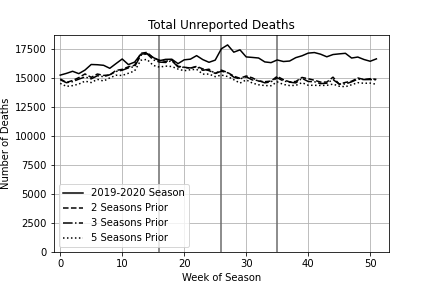 Total Unreported Deaths
Number of Deaths
17500
15000
12500
10000
7500
5000
2500
0
2019-2020 Season
2 Seasons Prior
3 Seasons Prior
5 Seasons Prior
0 10 20 30 40 50
Week of Season